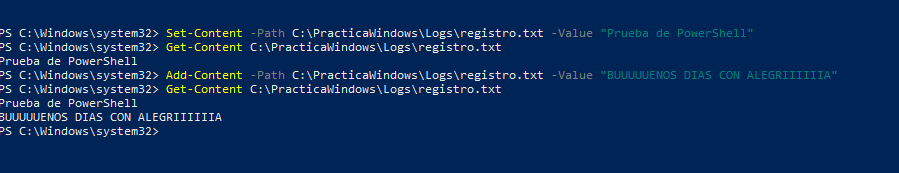 PS C:\Windows\system32> Set-Content -Path C:\PracticaWindows\Logs\registro.txt -Value "Prueba de PowerShell"
PS C:\Windows\system32> Get-Content C:\PracticaWindows\Logs\registro.txt
Prueba de PowerShell
PS C:\Windows\system32> Add-Content -Path C:\PracticaWindows\Logs\registro.txt -Value "BUUUUUENOS DIAS CON ALEGRIIIIIIA"
PS C:\Windows\system32> Get-Content C:\PracticaWindows\Logs\registro.txt
Prueba de PowerShell
BUUUUUENOS DIAS CON ALEGRIIIIIIA
PS C:\Windows\system32>